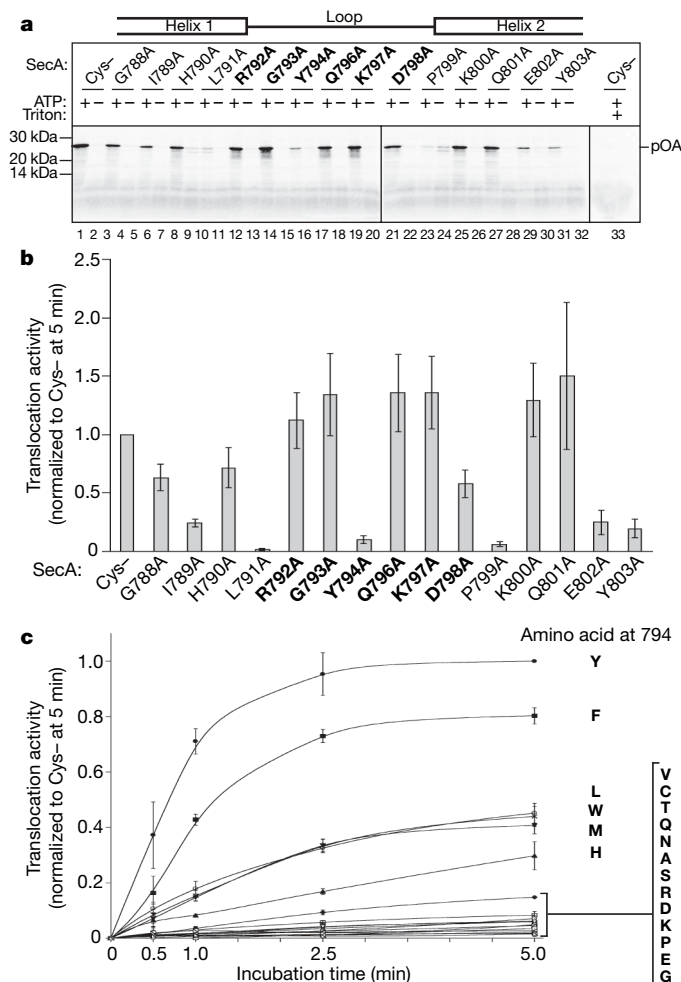 a
Helix 1 Loop Helix 2
SecA: Cys– G788A I789A H790A L791A R792A G793A Y794A Q796A K797A D798A P799A K800A Q801A E802A Y803A Cys–
ATP: + – + – + – + – + – + – + – + – + – + – + – + – + – + – + – + – +
Triton: +
30 kDa
20 kDa
14 kDa
pOA
1 2 3 4 5 6 7 8 9 10 11 12 13 14 15 16 17 18 19 20 21 22 23 24 25 26 27 28 29 30 31 32 33
b
Translocation activity
(normalized to Cys– at 5 min)
2.5
2.0
1.5
1.0
0.5
0
SecA: Cys– G788A I789A H790A L791A R792A G793A Y794A Q796A K797A D798A P799A K800A Q801A E802A Y803A
c
Amino acid at 794
Translocation activity
(normalized to Cys– at 5 min)
1.0
0.8
0.6
0.4
0.2
0
Y
F
L
W
M
H
V
C
T
Q
N
A
S
R
D
K
P
E
G
0 0.5 1.0 2.5 5.0
Incubation time (min)